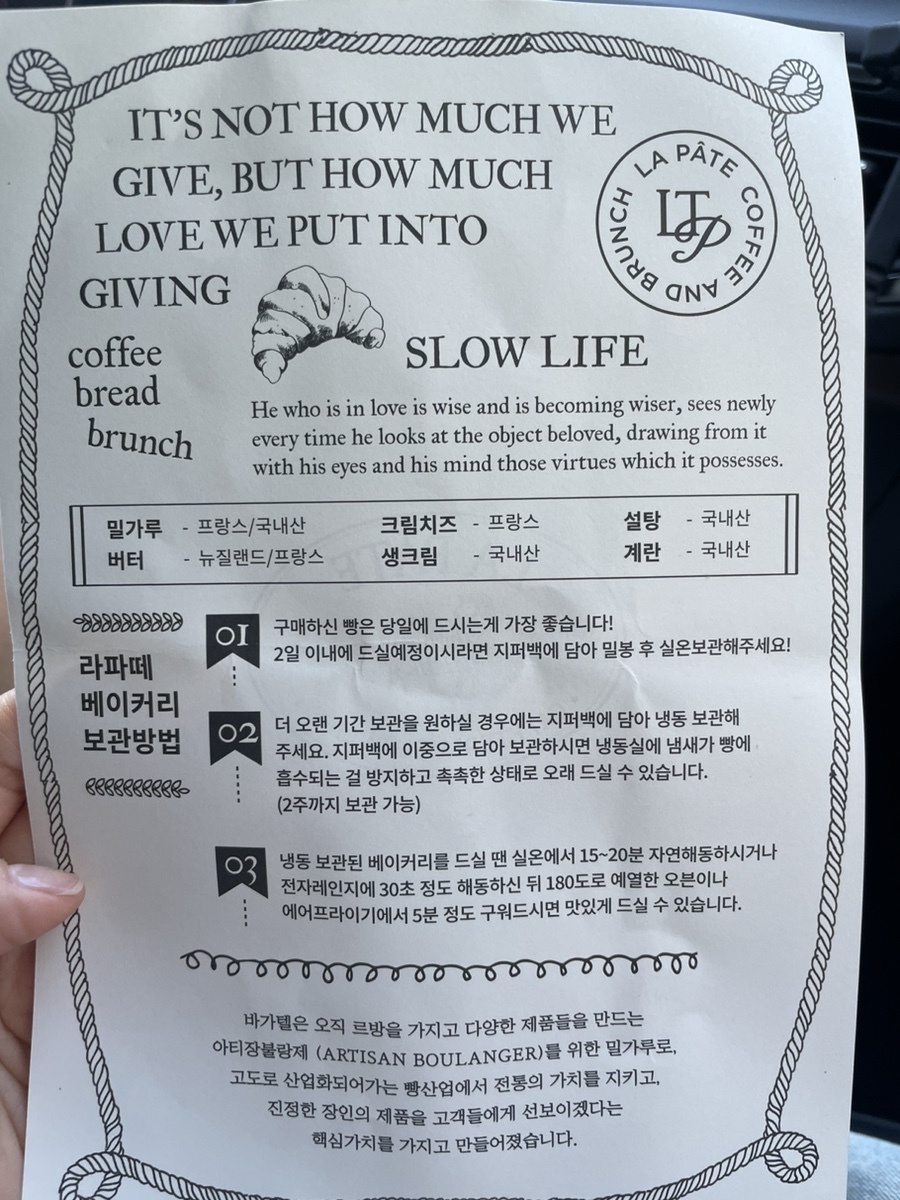 IT'S NOT HOW MUCH WE
GIVE, BUT HOW MUCH
LOVE WE PUT INTO
GIVING
LA PÂTE COFFEE AND BRUNCH
LTP
coffee
bread
brunch
SLOW LIFE
He who is in love is wise and is becoming wiser, sees newly
every time he looks at the object beloved, drawing from it
with his eyes and his mind those virtues which it possesses.
밀가루 - 프랑스/국내산 크림치즈 - 프랑스 설탕 - 국내산
버터 - 뉴질랜드/프랑스 생크림 - 국내산 계란 - 국내산
라파떼
베이커리
보관방법
01
구매하신 빵은 당일에 드시는게 가장 좋습니다!
2일 이내에 드실예정이시라면 지퍼백에 담아 밀봉 후 실온보관해주세요!
02
더 오랜 기간 보관을 원하실 경우에는 지퍼백에 담아 냉동 보관해
주세요. 지퍼백에 이중으로 담아 보관하시면 냉동실에 냄새가 빵에
흡수되는 걸 방지하고 촉촉한 상태로 오래 드실 수 있습니다.
(2주까지 보관 가능)
03
냉동 보관된 베이커리를 드실 땐 실온에서 15~20분 자연해동하시거나
전자레인지에 30초 정도 해동하신 뒤 180도로 예열한 오븐이나
에어프라이기에서 5분 정도 구워드시면 맛있게 드실 수 있습니다.
바가텔은 오직 르방을 가지고 다양한 제품들을 만드는
아티장불랑제 (ARTISAN BOULANGER)를 위한 밀가루로,
고도로 산업화되어가는 빵산업에서 전통의 가치를 지키고,
진정한 장인의 제품을 고객들에게 선보이겠다는
핵심가치를 가지고 만들어졌습니다.